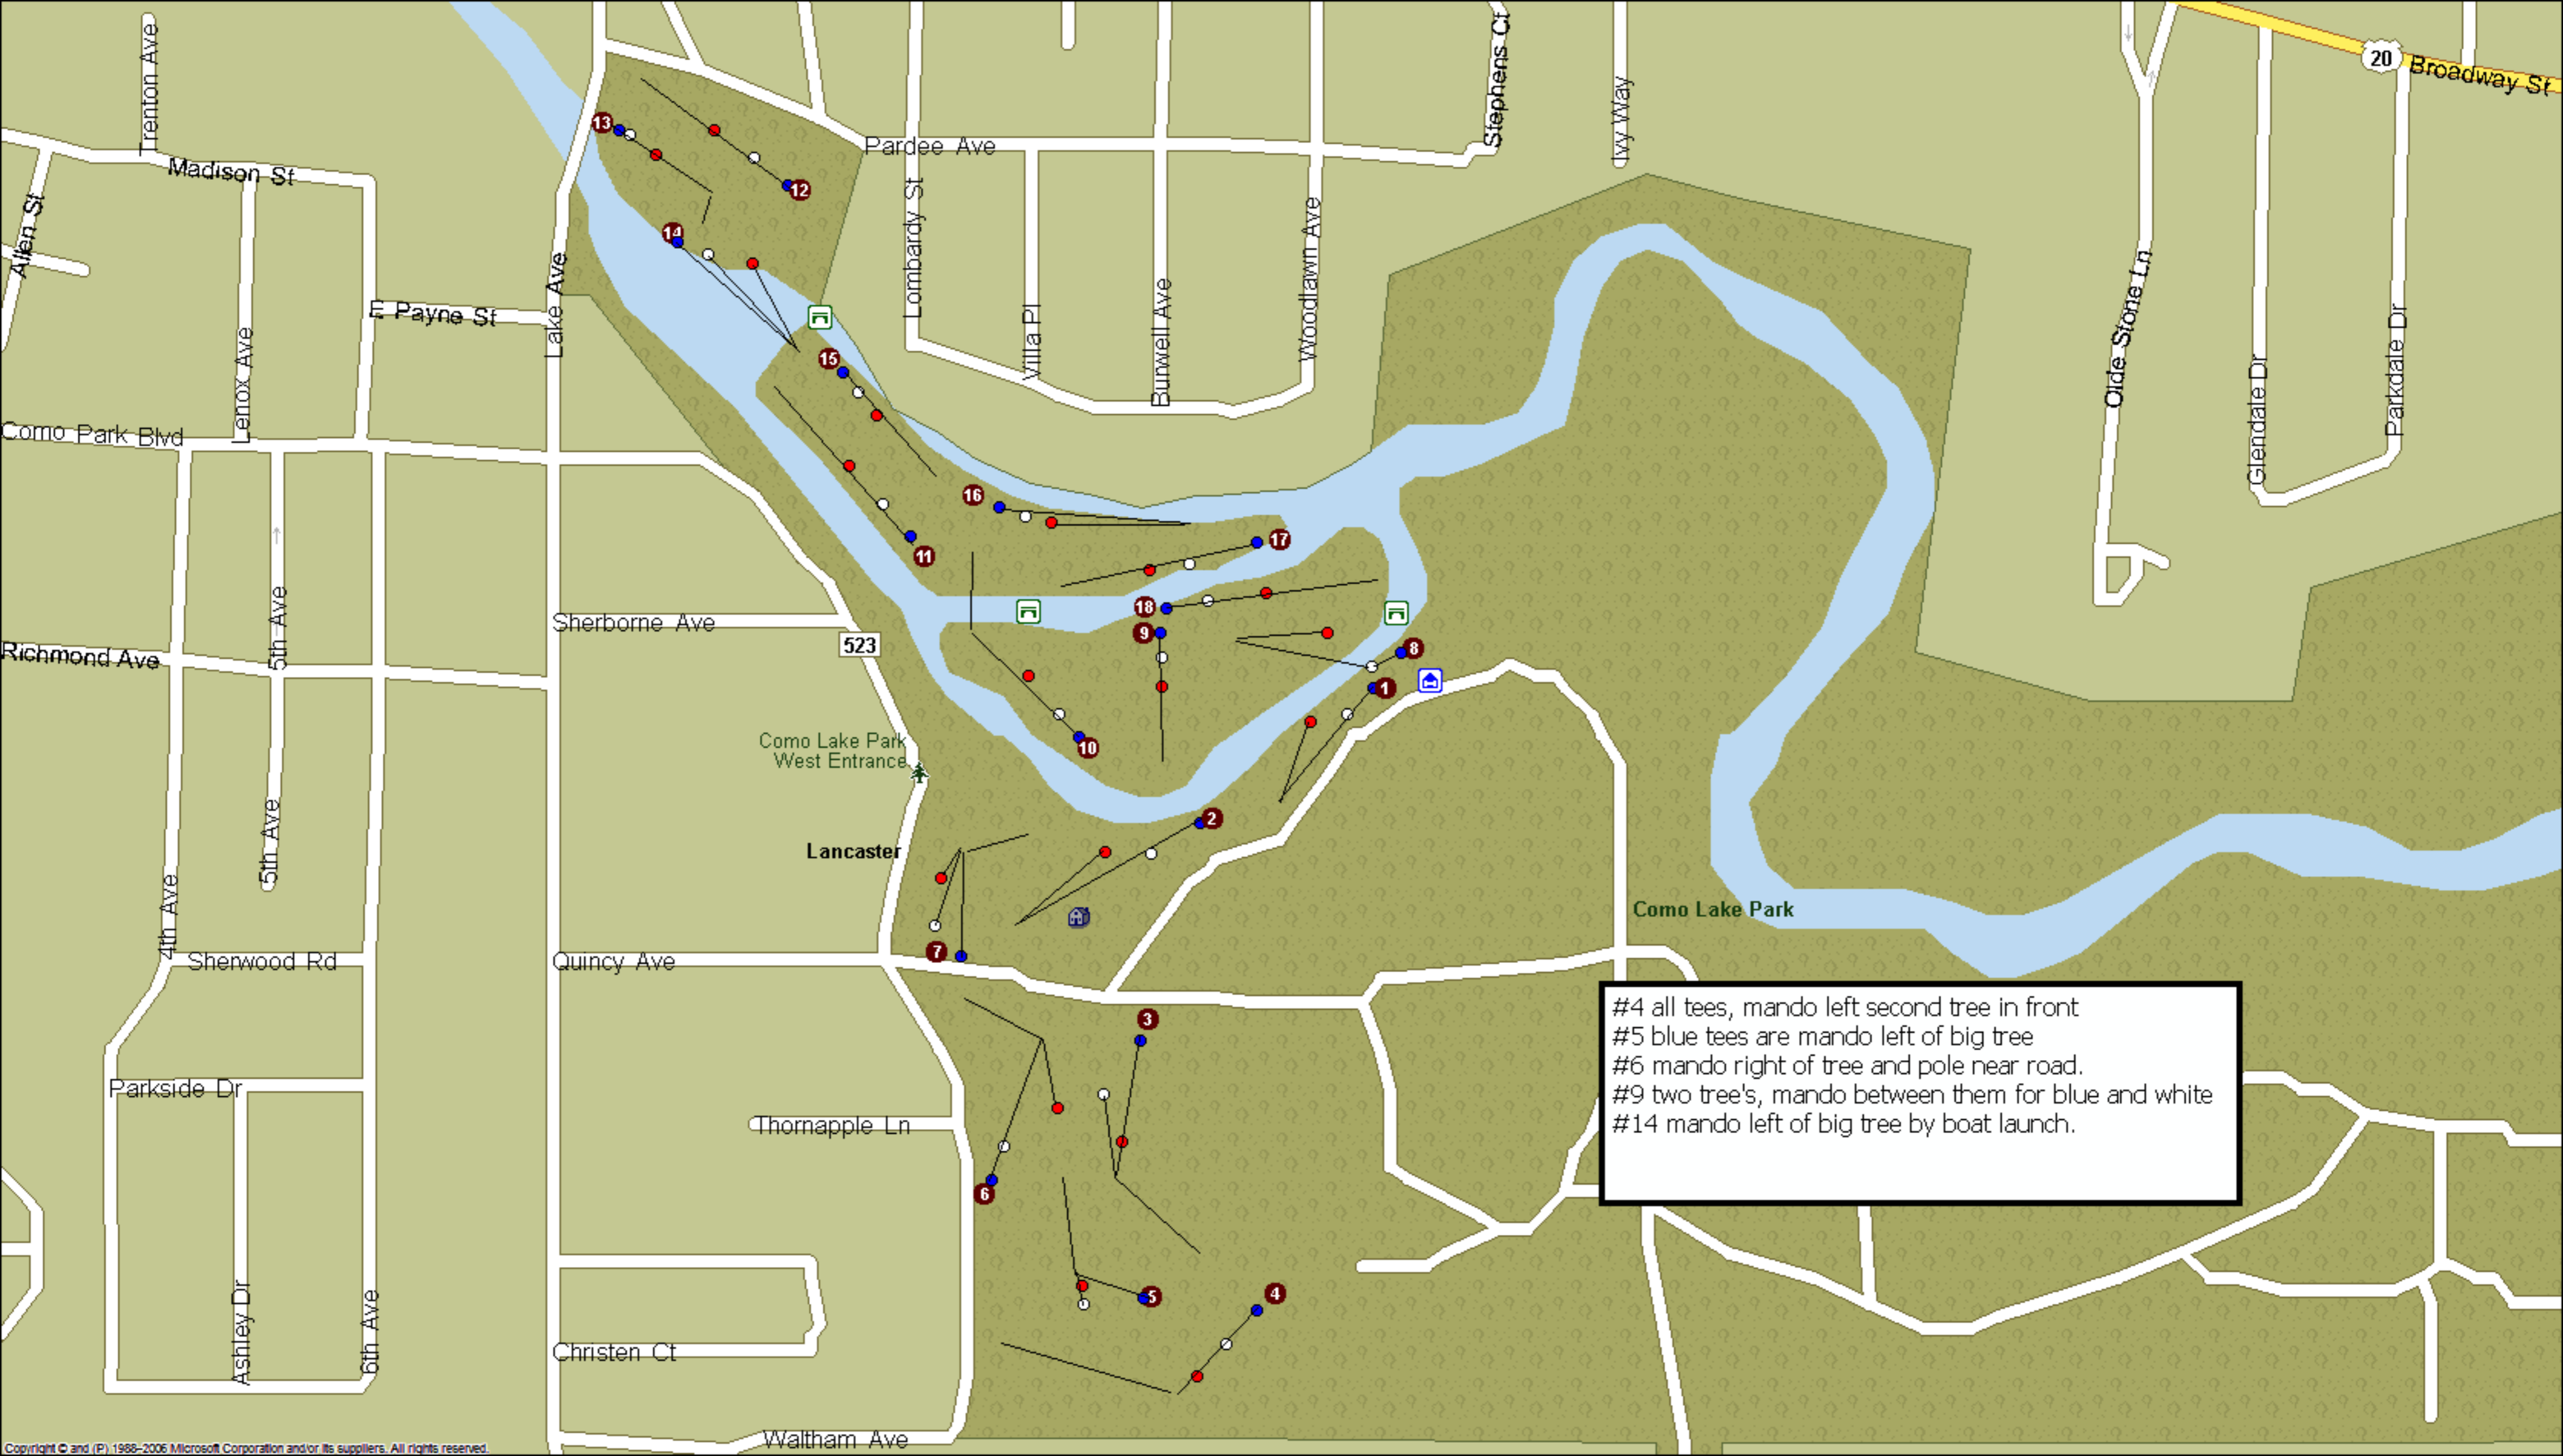 Trenton Ave
Stephens Ct
20
Broadway St
Ivy Way
13
Pardee Ave
Madison St
12
Allen St
Lombardy St
14
Lake Ave
E Payne St
Lenox Ave
15
Villa Pl
Burwell Ave
Woodlawn Ave
Olde Stone Ln
Glendale Dr
Parkdale Dr
Como Park Blvd
16
11
17
18
Sherborne Ave
523
9
8
Richmond Ave
5th Ave
1
Como Lake Park
West Entrance
10
2
Lancaster
5th Ave
4th Ave
Como Lake Park
7
Sherwood Rd
Quincy Ave
#4 all tees, mando left second tree in front
#5 blue tees are mando left of big tree
#6 mando right of tree and pole near road.
#9 two tree's, mando between them for blue and white
#14 mando left of big tree by boat launch.
3
Parkside Dr
Thornapple Ln
6
5
4
Ashley Dr
6th Ave
Christen Ct
Waltham Ave
Copyright © and (P) 1988–2006 Microsoft Corporation and/or its suppliers. All rights reserved.